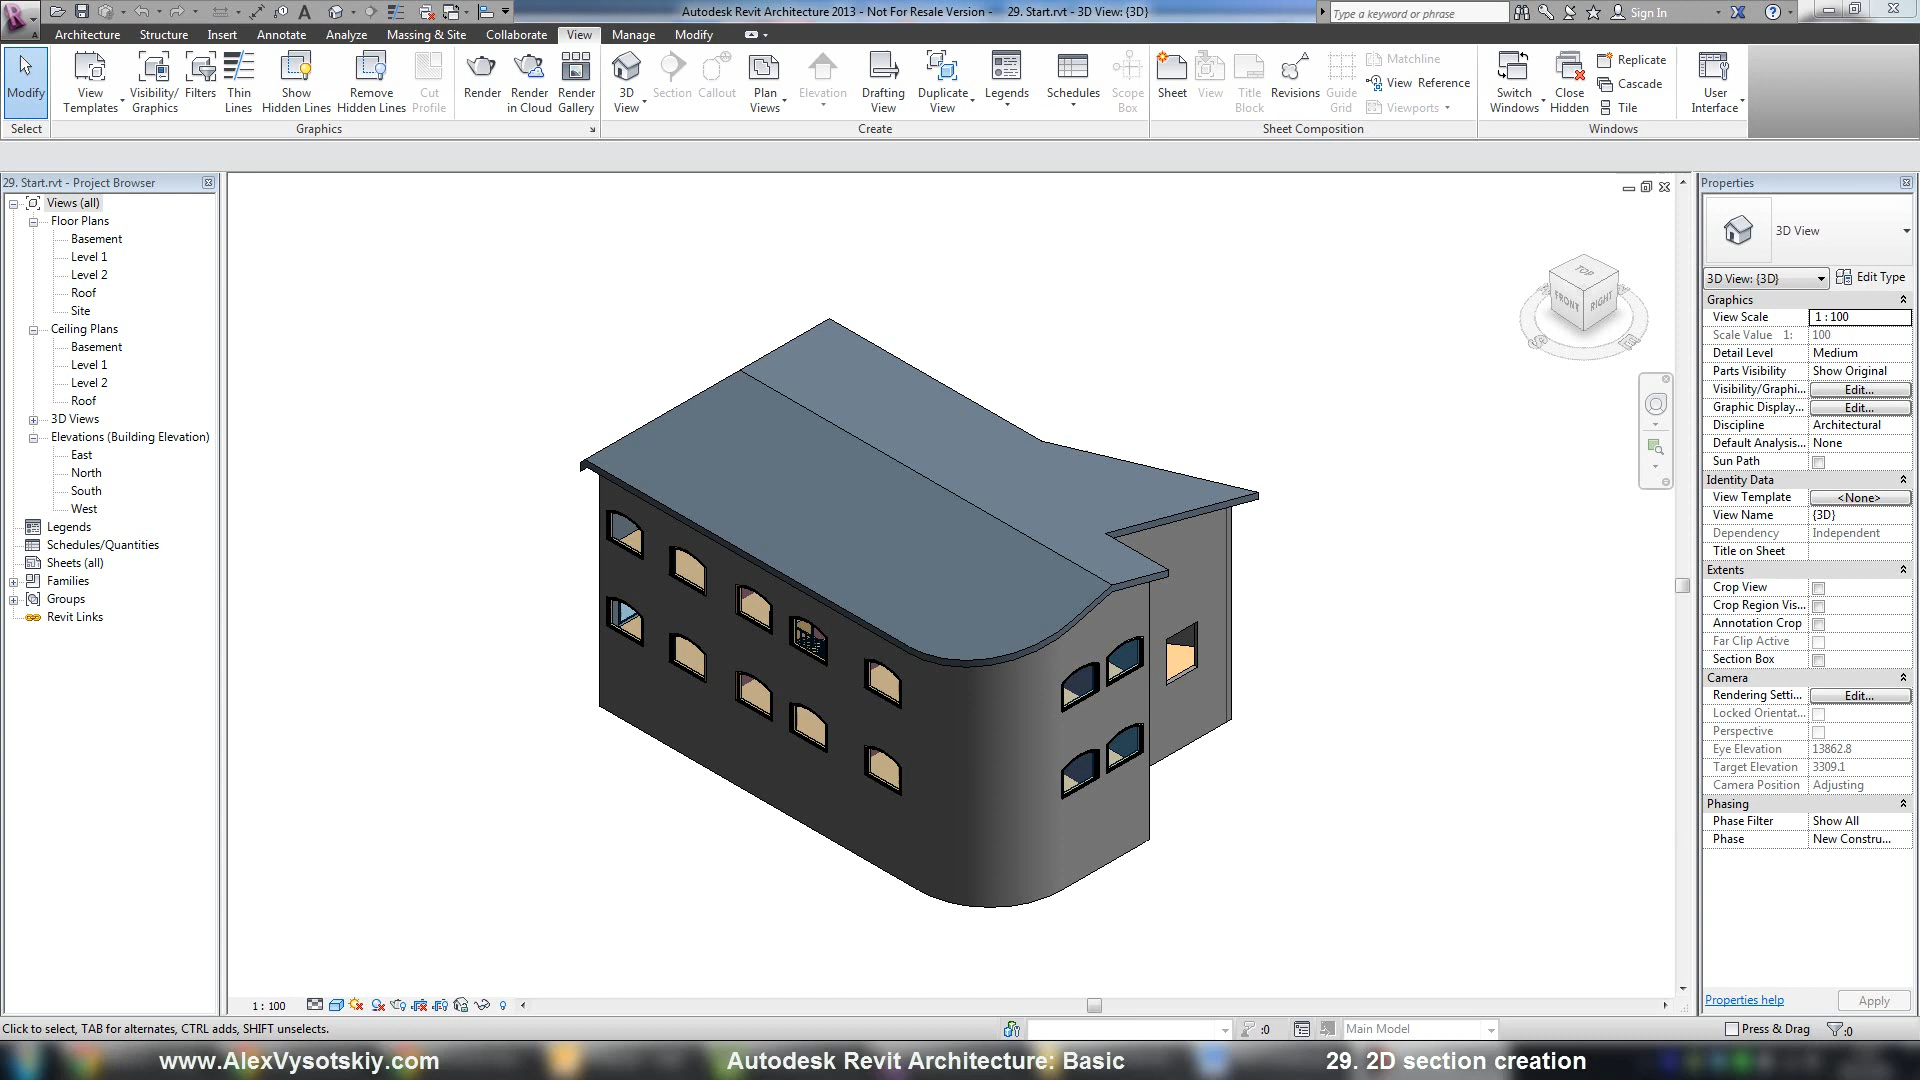 Autodesk Revit Architecture 2013 - Not For Resale Version - 29. Start.rvt - 3D View: {3D}
Type a keyword or phrase
Sign In
Architecture Structure Insert Annotate Analyze Massing & Site Collaborate View Manage Modify
Modify
View Templates
Visibility/ Graphics
Filters
Thin Lines
Show Hidden Lines
Remove Hidden Lines
Cut Profile
Render
Render in Cloud
Render Gallery
3D View
Section
Callout
Plan Views
Elevation
Drafting View
Duplicate View
Legends
Schedules
Scope Box
Sheet
View
Title Block
Revisions
Guide Grid
Matchline
View Reference
Viewports
Switch Windows
Close Hidden
Replicate
Cascade
Tile
User Interface
Select Graphics Create Sheet Composition Windows
29. Start.rvt - Project Browser
Views (all)
Floor Plans
Basement
Level 1
Level 2
Roof
Site
Ceiling Plans
Basement
Level 1
Level 2
Roof
3D Views
Elevations (Building Elevation)
East
North
South
West
Legends
Schedules/Quantities
Sheets (all)
Families
Groups
Revit Links
TOP
FRONT
RIGHT
Properties
3D View
3D View: {3D} Edit Type
Graphics
View Scale 1 : 100
Scale Value 1: 100
Detail Level Medium
Parts Visibility Show Original
Visibility/Graphi... Edit...
Graphic Display... Edit...
Discipline Architectural
Default Analysis... None
Sun Path
Identity Data
View Template <None>
View Name {3D}
Dependency Independent
Title on Sheet
Extents
Crop View
Crop Region Vis...
Annotation Crop
Far Clip Active
Section Box
Camera
Rendering Setti... Edit...
Locked Orientat...
Perspective
Eye Elevation 13862.8
Target Elevation 3309.1
Camera Position Adjusting
Phasing
Phase Filter Show All
Phase New Constru...
Properties help Apply
1 : 100
Click to select, TAB for alternates, CTRL adds, SHIFT unselects.
:0
Main Model
Press & Drag
:0
www.AlexVysotskiy.com
Autodesk Revit Architecture: Basic
29. 2D section creation